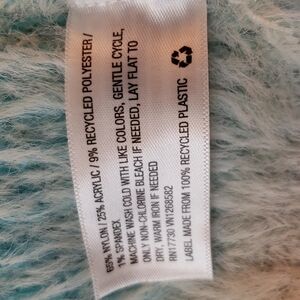 65% NYLON / 25% ACRYLIC / 9% RECYCLED POLYESTER /
1% SPANDEX
MACHINE WASH COLD WITH LIKE COLORS, GENTLE CYCLE,
ONLY NON-CHLORINE BLEACH IF NEEDED, LAY FLAT TO
DRY, WARM IRON IF NEEDED
RN17730 VN1268582
LABEL MADE FROM 100% RECYCLED PLASTIC